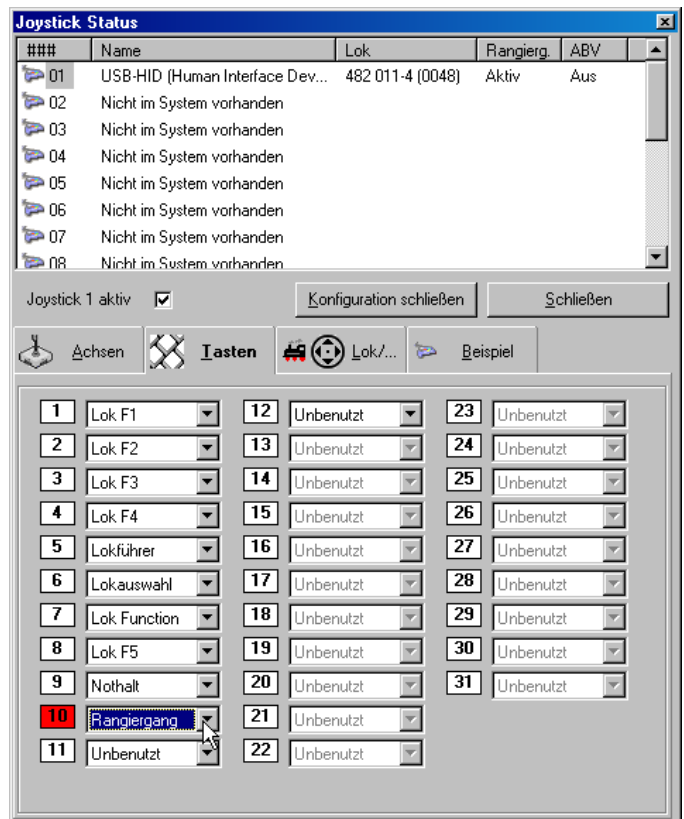 Joystick Status
### Name Lok Rangierg. ABV
01 USB-HID (Human Interface Dev... 482 011-4 (0048) Aktiv Aus
02 Nicht im System vorhanden
03 Nicht im System vorhanden
04 Nicht im System vorhanden
05 Nicht im System vorhanden
06 Nicht im System vorhanden
07 Nicht im System vorhanden
08 Nicht im System vorhanden
Joystick 1 aktiv Konfiguration schließen Schließen
Achsen Tasten Lok/... Beispiel
1 Lok F1 12 Unbenutzt 23 Unbenutzt
2 Lok F2 13 Unbenutzt 24 Unbenutzt
3 Lok F3 14 Unbenutzt 25 Unbenutzt
4 Lok F4 15 Unbenutzt 26 Unbenutzt
5 Lokführer 16 Unbenutzt 27 Unbenutzt
6 Lokauswahl 17 Unbenutzt 28 Unbenutzt
7 Lok Function 18 Unbenutzt 29 Unbenutzt
8 Lok F5 19 Unbenutzt 30 Unbenutzt
9 Nothalt 20 Unbenutzt 31 Unbenutzt
10 Rangiergang 21 Unbenutzt
11 Unbenutzt 22 Unbenutzt